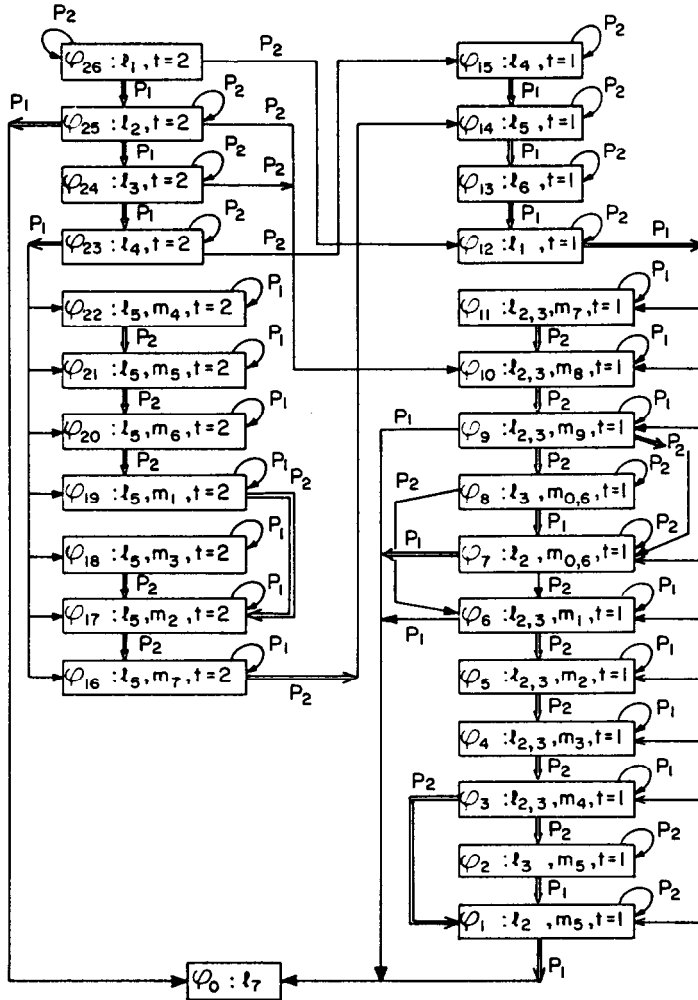 P₂
φ₂₆ : ℓ₁, t = 2
P₂
P₁
P₁
φ₂₅ : ℓ₂, t = 2
P₂
P₂
P₁
φ₂₄ : ℓ₃, t = 2
P₂
P₂
P₁
P₁
φ₂₃ : ℓ₄, t = 2
P₂
P₂
φ₂₂ : ℓ₅, m₄, t = 2
P₁
P₂
φ₂₁ : ℓ₅, m₅, t = 2
P₁
P₂
φ₂₀ : ℓ₅, m₆, t = 2
P₁
P₂
φ₁₉ : ℓ₅, m₁, t = 2
P₁
P₂
φ₁₈ : ℓ₅, m₃, t = 2
P₁
P₂
φ₁₇ : ℓ₅, m₂, t = 2
P₁
P₂
φ₁₆ : ℓ₅, m₇, t = 2
P₁
P₂
φ₁₅ : ℓ₄, t = 1
P₂
P₁
φ₁₄ : ℓ₅, t = 1
P₂
P₁
φ₁₃ : ℓ₆, t = 1
P₂
P₁
φ₁₂ : ℓ₁, t = 1
P₂
P₁
φ₁₁ : ℓ₂,₃, m₇, t = 1
P₁
P₂
φ₁₀ : ℓ₂,₃, m₈, t = 1
P₁
P₂
P₁
φ₉ : ℓ₂,₃, m₉, t = 1
P₁
P₂
P₂
P₂
φ₈ : ℓ₃, m₀,₆, t = 1
P₂
P₁
P₁
φ₇ : ℓ₂, m₀,₆, t = 1
P₂
P₂
P₁
φ₆ : ℓ₂,₃, m₁, t = 1
P₁
P₂
φ₅ : ℓ₂,₃, m₂, t = 1
P₁
P₂
φ₄ : ℓ₂,₃, m₃, t = 1
P₁
P₂
P₂
φ₃ : ℓ₂,₃, m₄, t = 1
P₁
P₂
φ₂ : ℓ₃, m₅, t = 1
P₂
P₁
φ₁ : ℓ₂, m₅, t = 1
P₂
P₁
φ₀ : ℓ₇